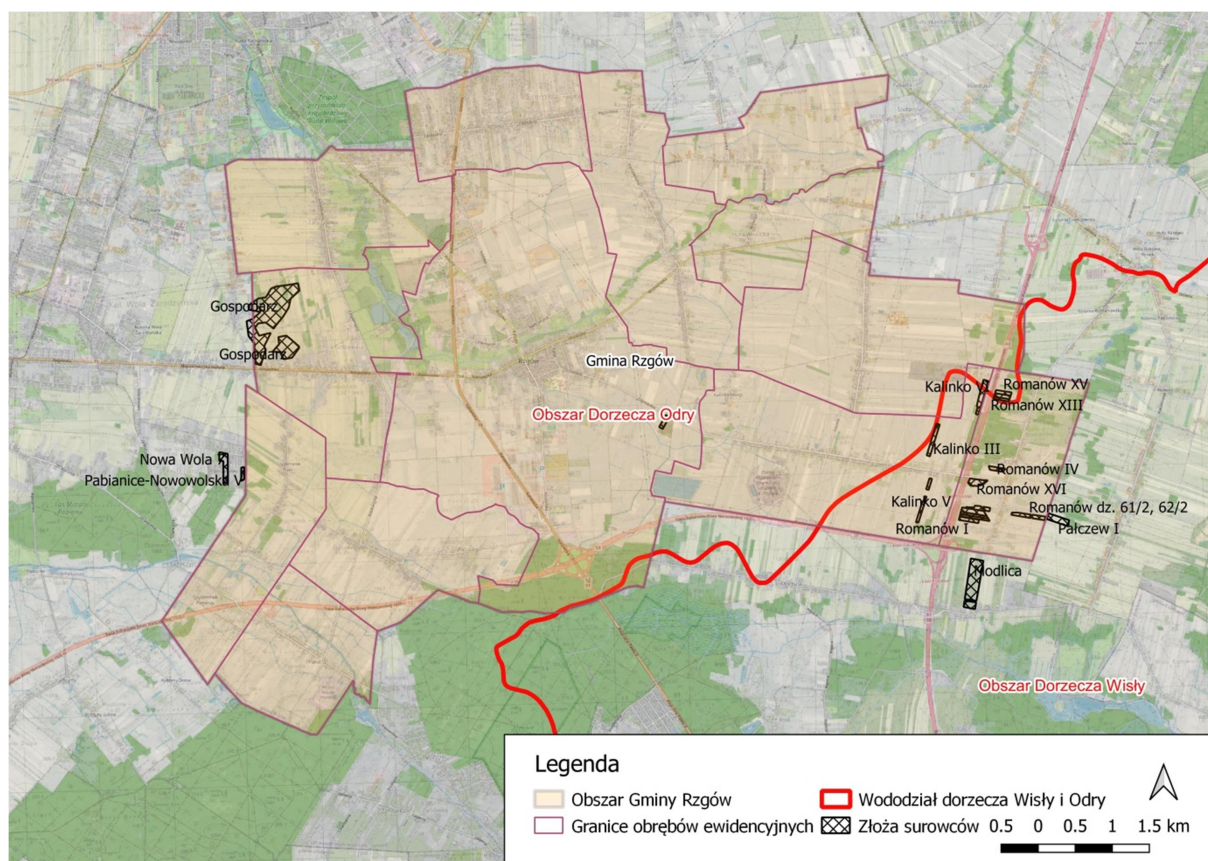 Gospodarz
Gospodarz
Gmina Rzgów
Obszar Dorzecza Odry
Kalinko VI
Romanów XV
Romanów XIII
Kalinko III
Nowa Wola
Pabianice-Nowowolska V
Romanów IV
Romanów XVI
Kalinko V
Romanów dz. 61/2, 62/2
Romanów I
Pałczew I
Modlica
Obszar Dorzecza Wisły
Legenda
Obszar Gminy Rzgów
Wododział dorzecza Wisły i Odry
Granice obrębów ewidencyjnych
Złoża surowców
0.5 0 0.5 1 1.5 km